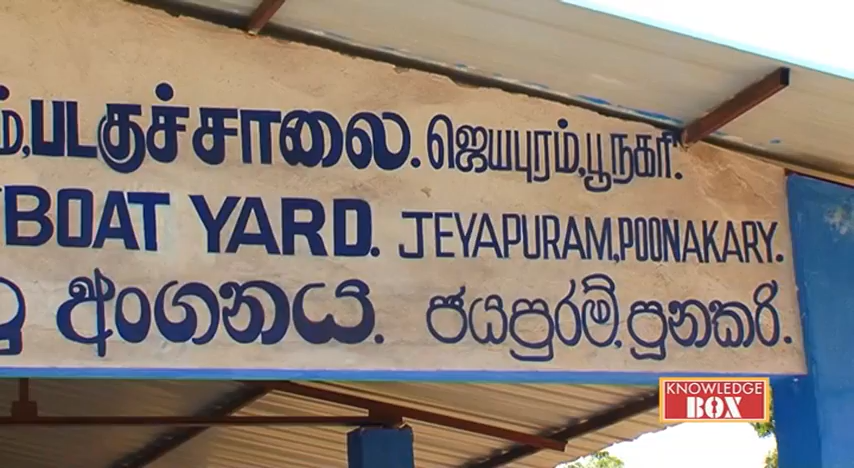 படகுச்சாலை. ஜெயபுரம், பூநகரி.
BOAT YARD. JEYAPURAM, POONAKARY.
අංගනය. ජයපුරම්, පුනකරි.
KNOWLEDGE
BOX